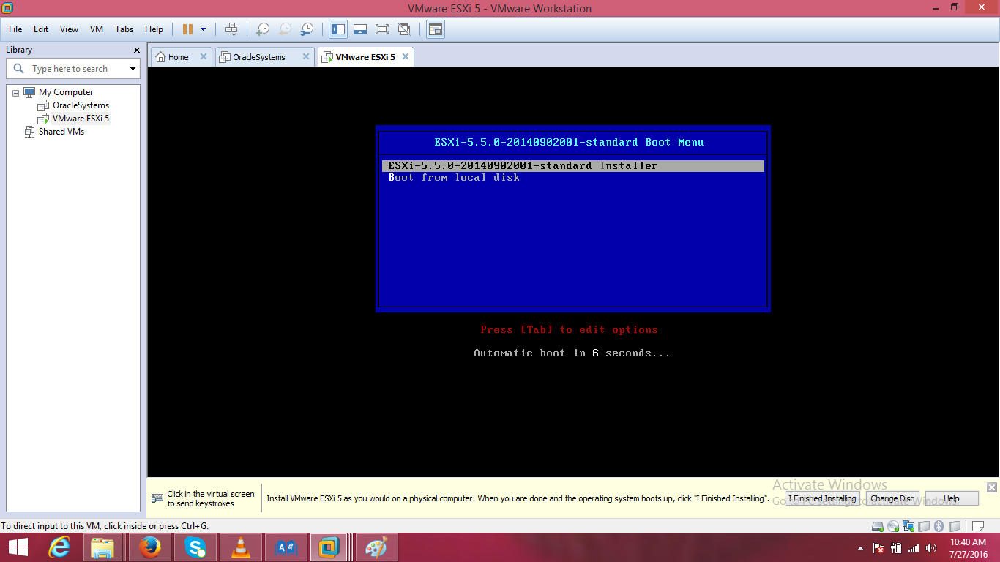 VMware ESXi 5 - VMware Workstation
File Edit View VM Tabs Help
Library
Home OracleSystems VMware ESXi 5
Type here to search
My Computer
OracleSystems
VMware ESXi 5
Shared VMs
ESXi-5.5.0-20140902001-standard Boot Menu
ESXi-5.5.0-20140902001-standard Installer
Boot from local disk
Press [Tab] to edit options
Automatic boot in 6 seconds...
Click in the virtual screen
to send keystrokes
Install VMware ESXi 5 as you would on a physical computer. When you are done and the operating system boots up, click "I Finished Installing".
I Finished Installing Change Disc Help
Activate Windows
Go to PC settings to activate Windows.
To direct input to this VM, click inside or press Ctrl+G.
10:40 AM
7/27/2016